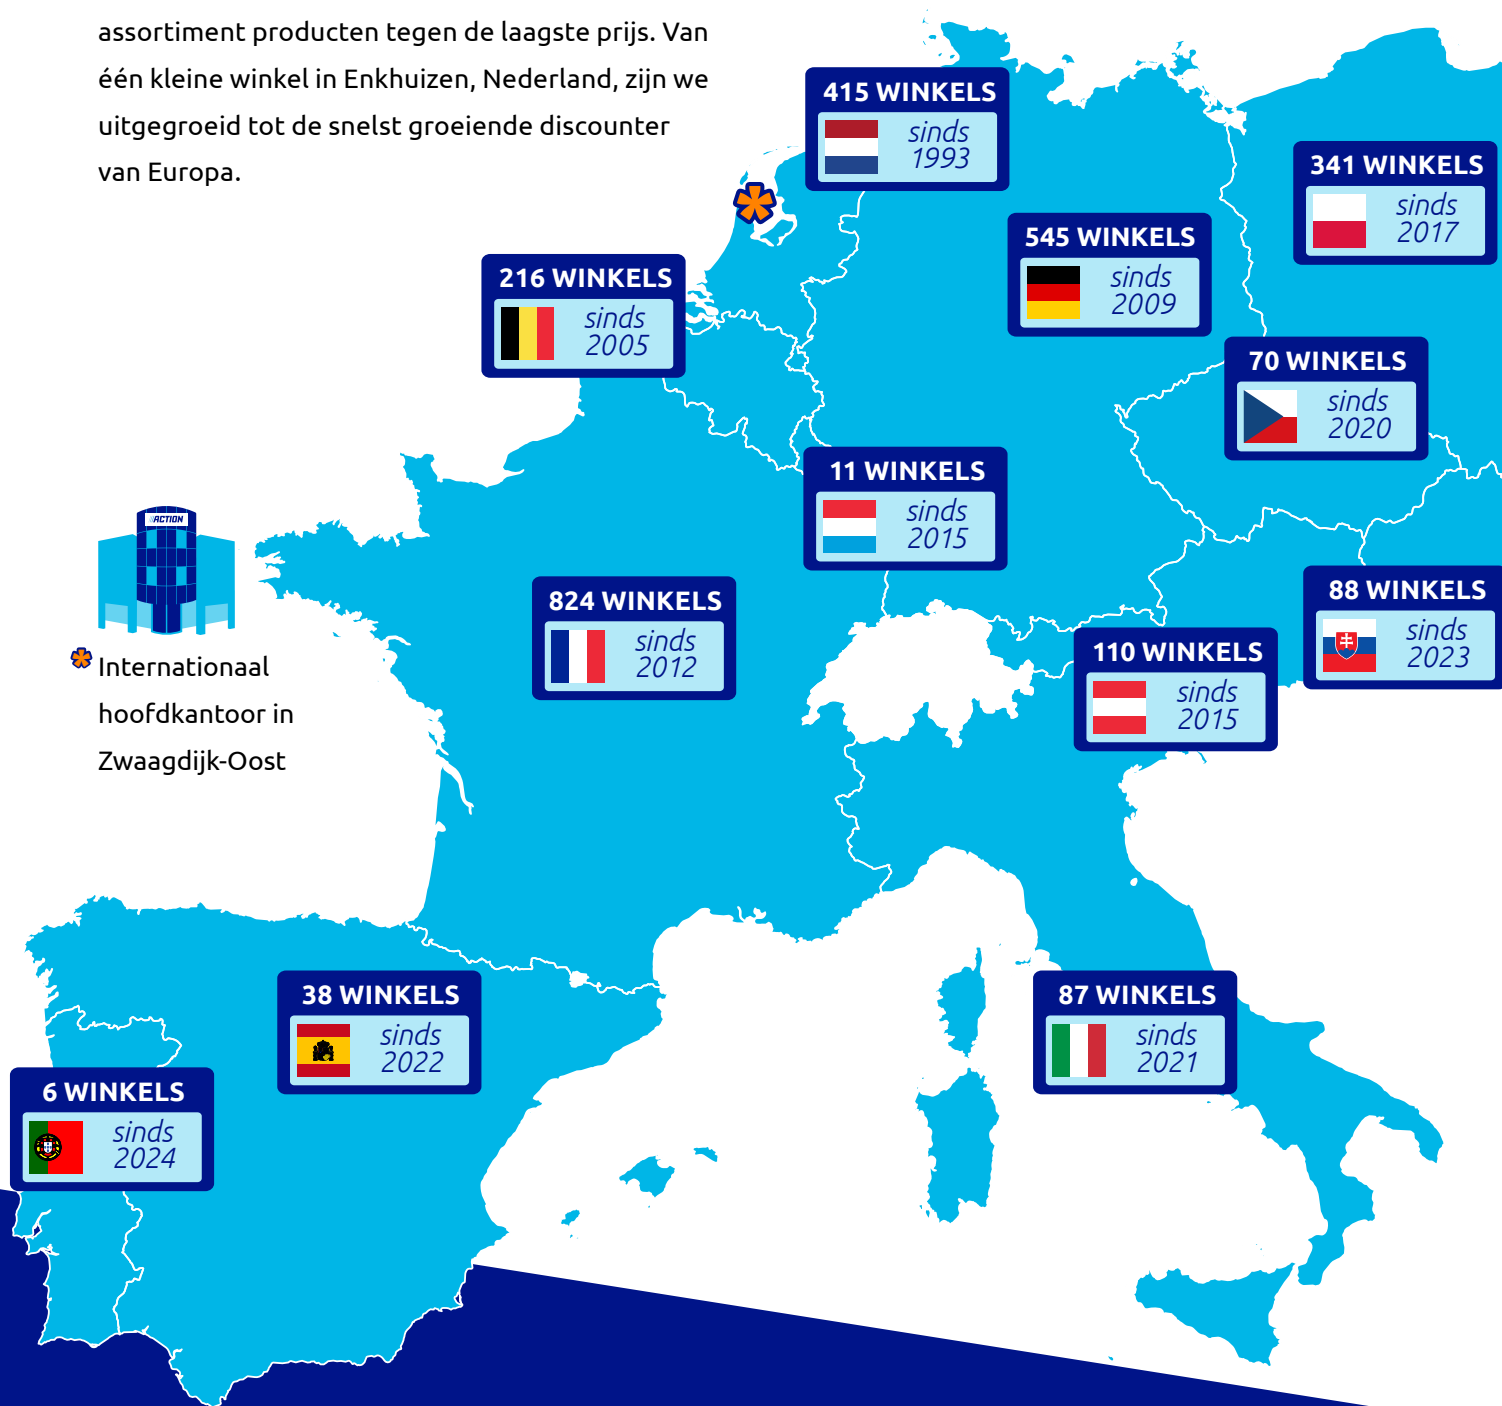 assortiment producten tegen de laagste prijs. Van
één kleine winkel in Enkhuizen, Nederland, zijn we
uitgegroeid tot de snelst groeiende discounter
van Europa.
415 WINKELS
sinds
1993
341 WINKELS
sinds
2017
545 WINKELS
sinds
2009
216 WINKELS
sinds
2005
70 WINKELS
sinds
2020
11 WINKELS
sinds
2015
ACTION
Internationaal
hoofdkantoor in
Zwaagdijk-Oost
824 WINKELS
sinds
2012
88 WINKELS
sinds
2023
110 WINKELS
sinds
2015
38 WINKELS
sinds
2022
87 WINKELS
sinds
2021
6 WINKELS
sinds
2024